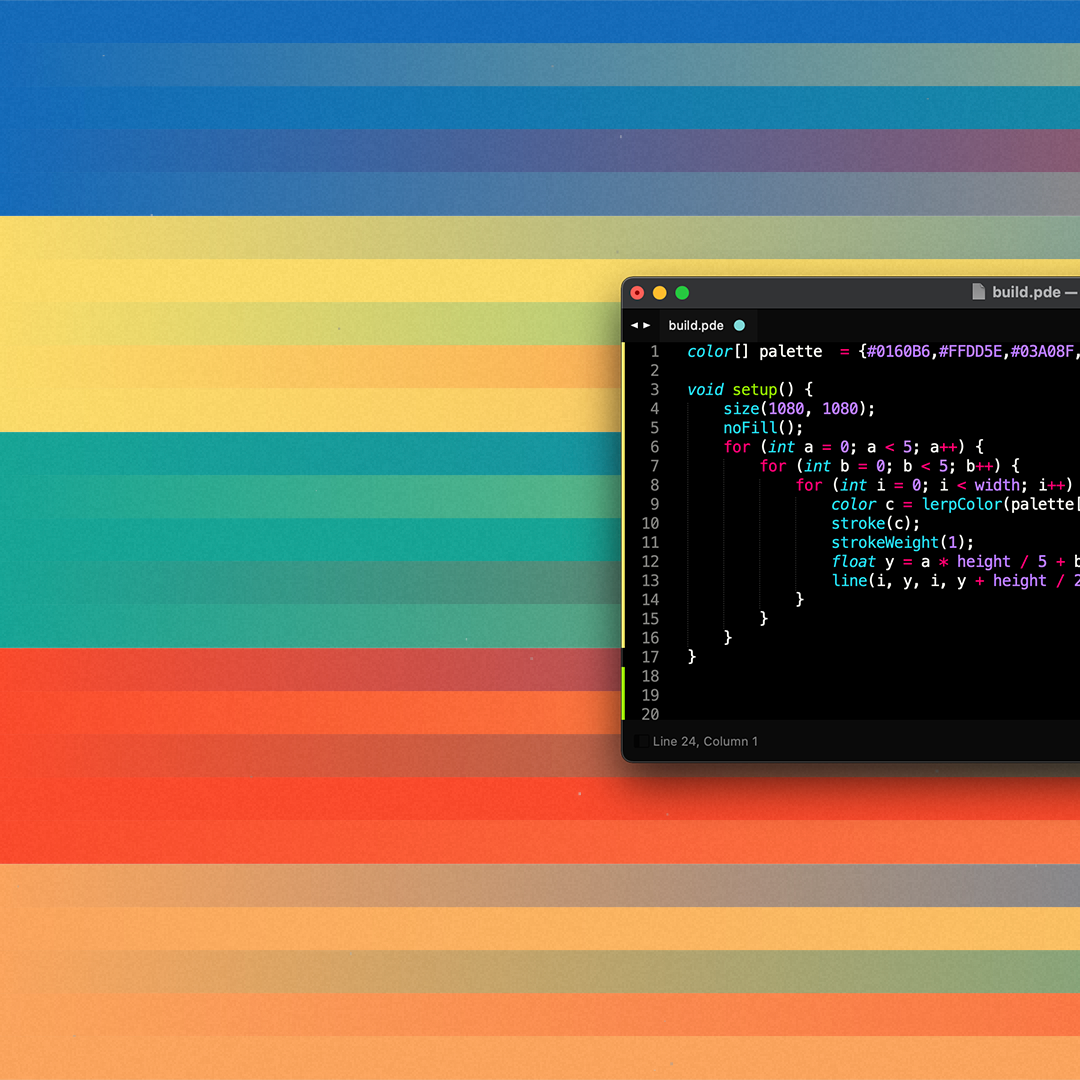 build.pde —
build.pde
1 color[] palette = {#0160B6,#FFDD5E,#03A08F,
2
3 void setup() {
4 size(1080, 1080);
5 noFill();
6 for (int a = 0; a < 5; a++) {
7 for (int b = 0; b < 5; b++) {
8 for (int i = 0; i < width; i++)
9 color c = lerpColor(palette[
10 stroke(c);
11 strokeWeight(1);
12 float y = a * height / 5 + b
13 line(i, y, i, y + height / 2
14 }
15 }
16 }
17 }
18
19
20
Line 24, Column 1